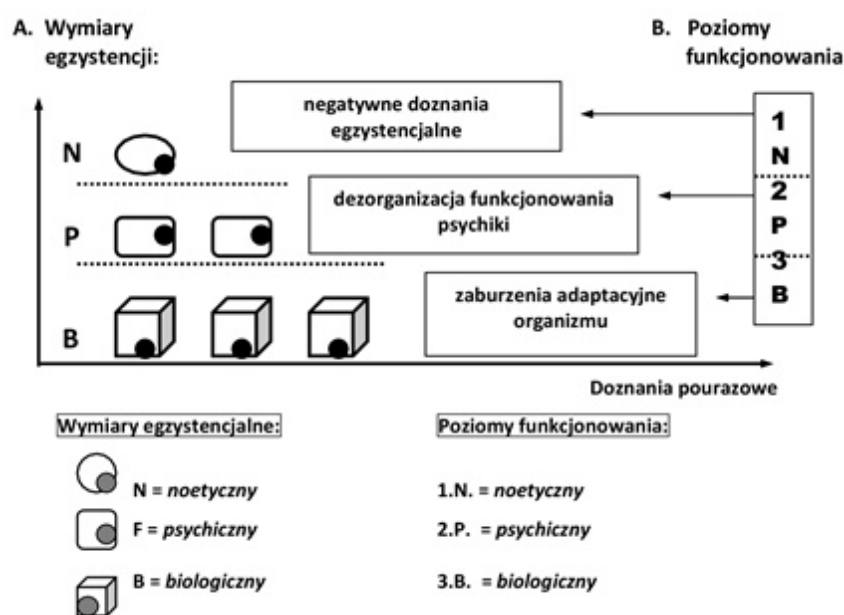 A. Wymiary
egzystencji:
B. Poziomy
funkcjonowania
negatywne doznania
egzystencjalne
1
N
N
dezorganizacja funkcjonowania
psychiki
2
P
P
zaburzenia adaptacyjne
organizmu
3
B
B
Doznania pourazowe
Wymiary egzystencjalne:
N = noetyczny
F = psychiczny
B = biologiczny
Poziomy funkcjonowania:
1.N. = noetyczny
2.P. = psychiczny
3.B. = biologiczny